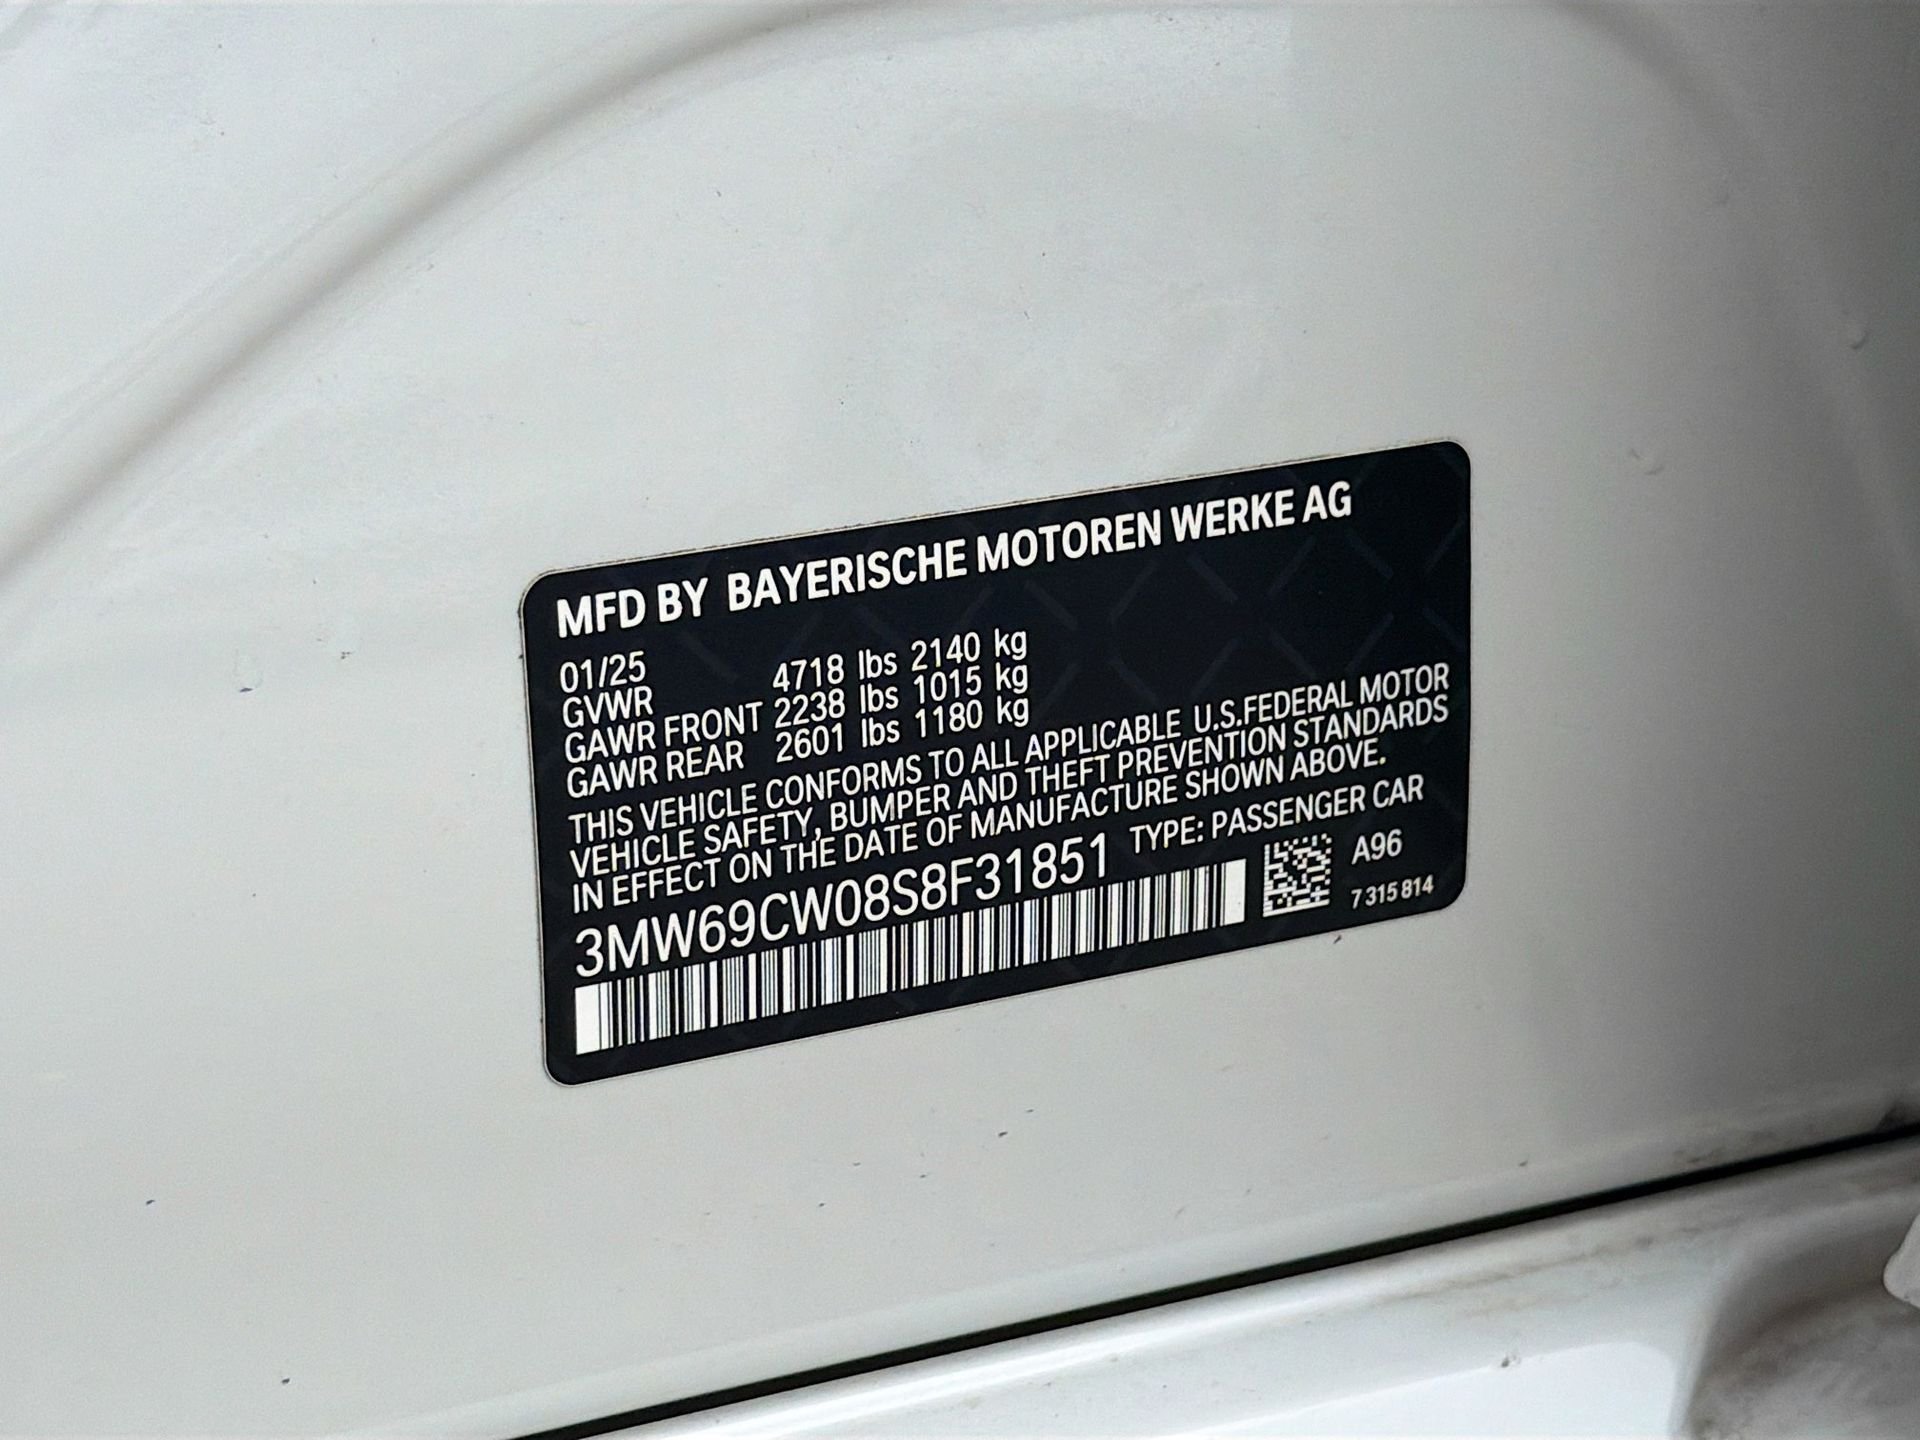 MFD BY BAYERISCHE MOTOREN WERKE AG
01/25
GVWR 4718 lbs 2140 kg
GAWR FRONT 2238 lbs 1015 kg
GAWR REAR 2601 lbs 1180 kg
THIS VEHICLE CONFORMS TO ALL APPLICABLE U.S.FEDERAL MOTOR
VEHICLE SAFETY, BUMPER AND THEFT PREVENTION STANDARDS
IN EFFECT ON THE DATE OF MANUFACTURE SHOWN ABOVE.
3MW69CW08S8F31851 TYPE: PASSENGER CAR
A96
7 315 814